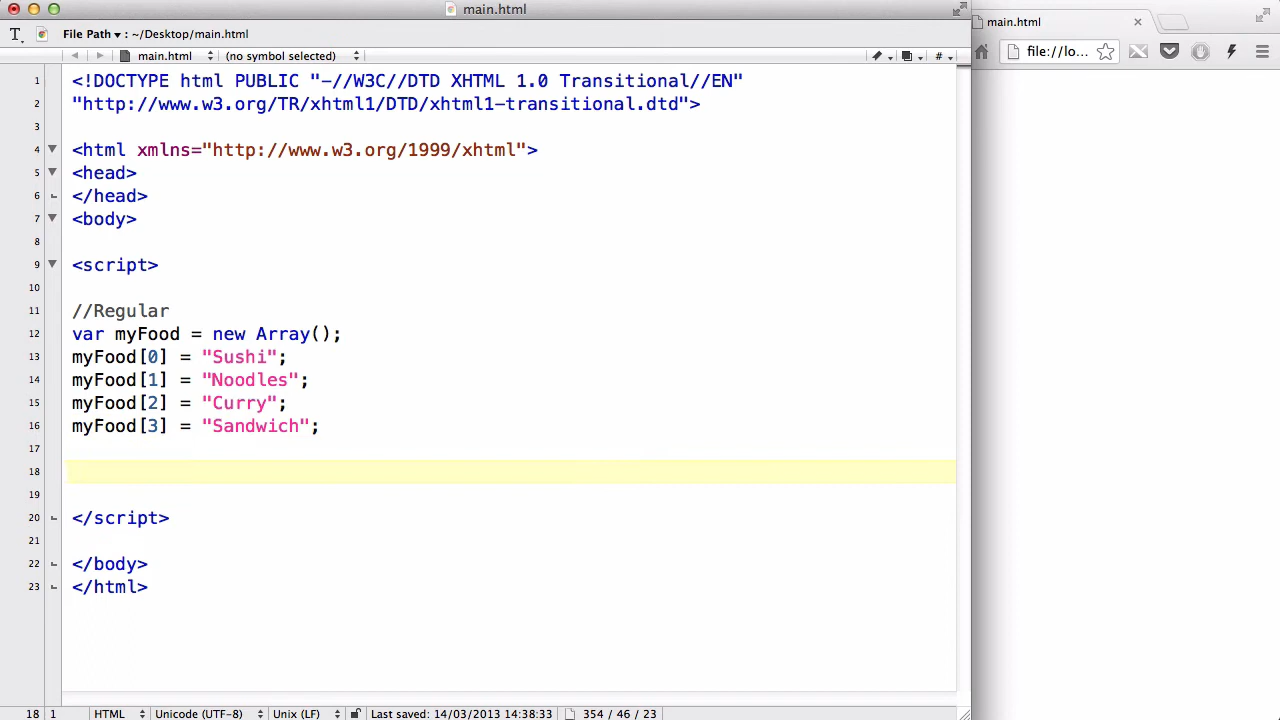 main.html
main.html
File Path ▾ : ~/Desktop/main.html
file://lo...
main.html (no symbol selected) #
1 <!DOCTYPE html PUBLIC "-//W3C//DTD XHTML 1.0 Transitional//EN"
2 "http://www.w3.org/TR/xhtml1/DTD/xhtml1-transitional.dtd">
3
4 <html xmlns="http://www.w3.org/1999/xhtml">
5 <head>
6 </head>
7 <body>
8
9 <script>
10
11 //Regular
12 var myFood = new Array();
13 myFood[0] = "Sushi";
14 myFood[1] = "Noodles";
15 myFood[2] = "Curry";
16 myFood[3] = "Sandwich";
17
18
19
20 </script>
21
22 </body>
23 </html>
18 1 HTML Unicode (UTF-8) Unix (LF) Last saved: 14/03/2013 14:38:33 354 / 46 / 23